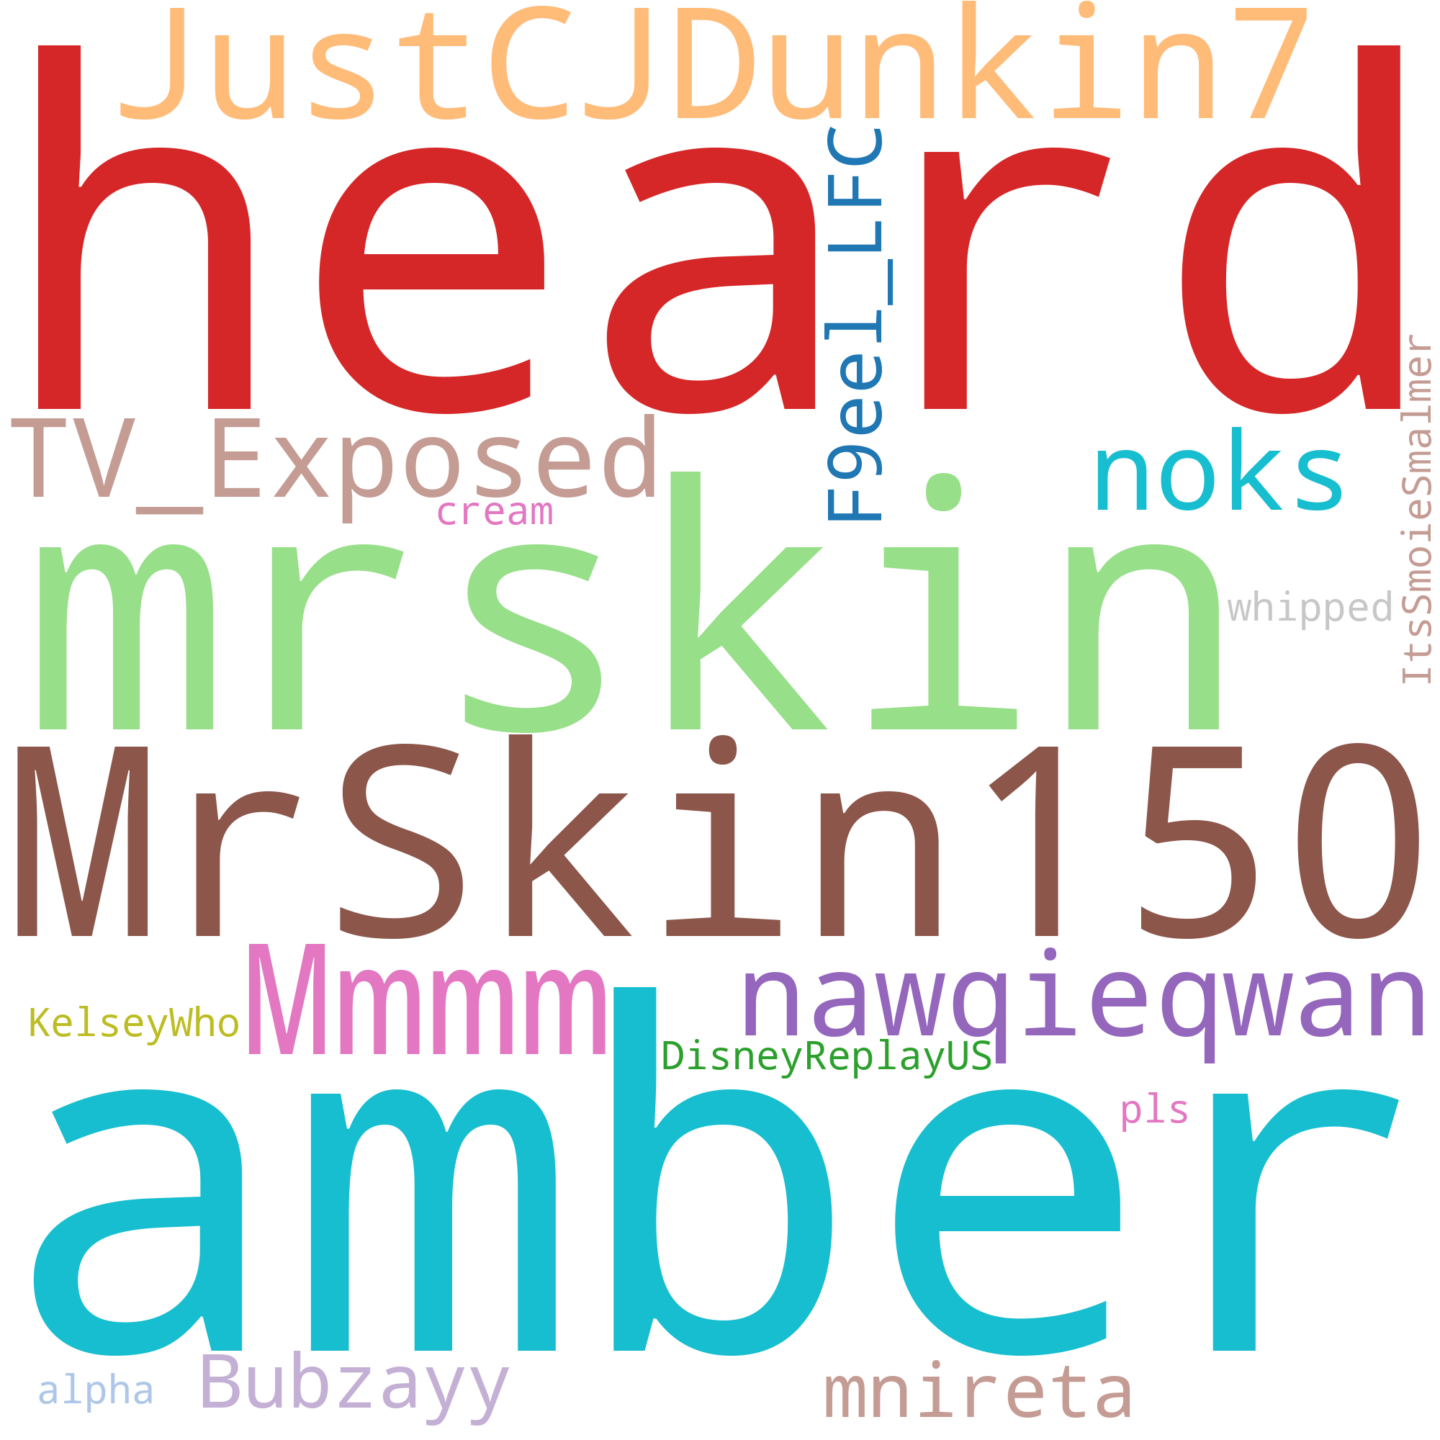 JustCJDunkin7
heard
F9eel_LFC
ItsSmoieSmalmer
TV_Exposed
noks
cream
mrskin
whipped
MrSkin150
Mmmm
nawqieqwan
KelseyWho
DisneyReplayUS
amber
pls
alpha
Bubzayy
mnireta